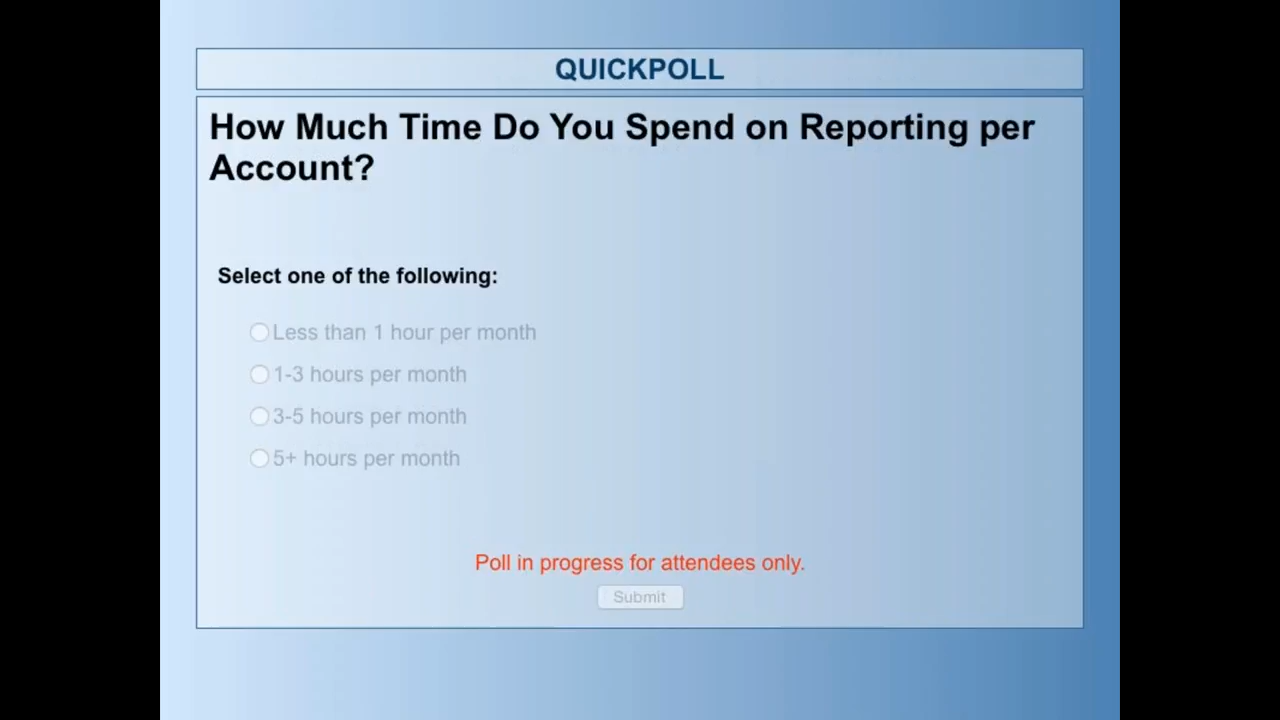 QUICKPOLL
How Much Time Do You Spend on Reporting per
Account?
Select one of the following:
Less than 1 hour per month
1-3 hours per month
3-5 hours per month
5+ hours per month
Poll in progress for attendees only.
Submit